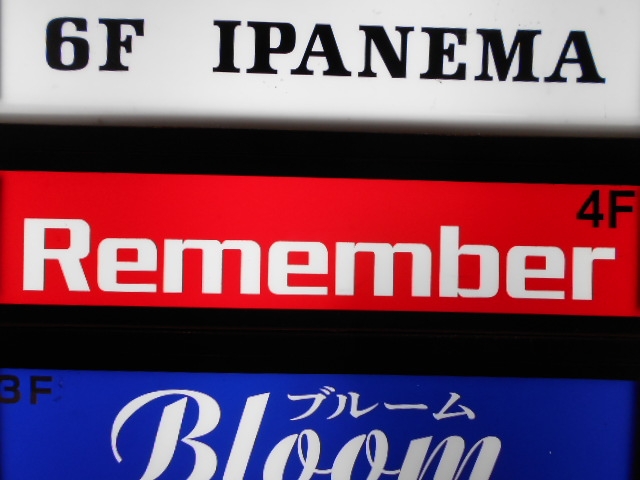 6F IPANEMA
4F
Remember
3F
ブルーム
Bloom